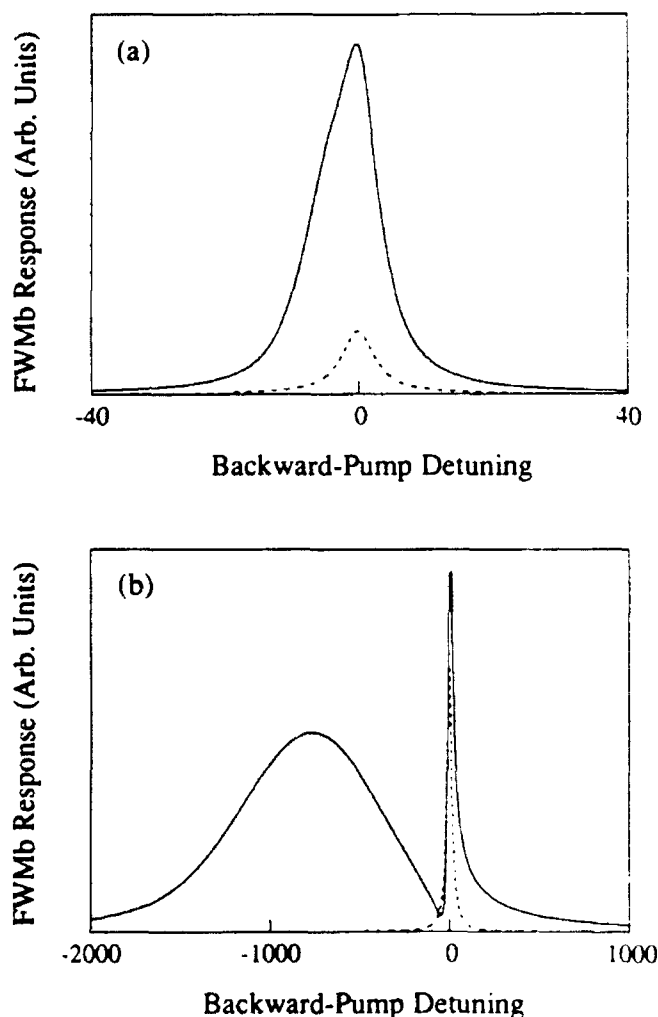 (a)
FWMb Response (Arb. Units)
-40 0 40
Backward-Pump Detuning
(b)
FWMb Response (Arb. Units)
-2000 -1000 0 1000
Backward-Pump Detuning